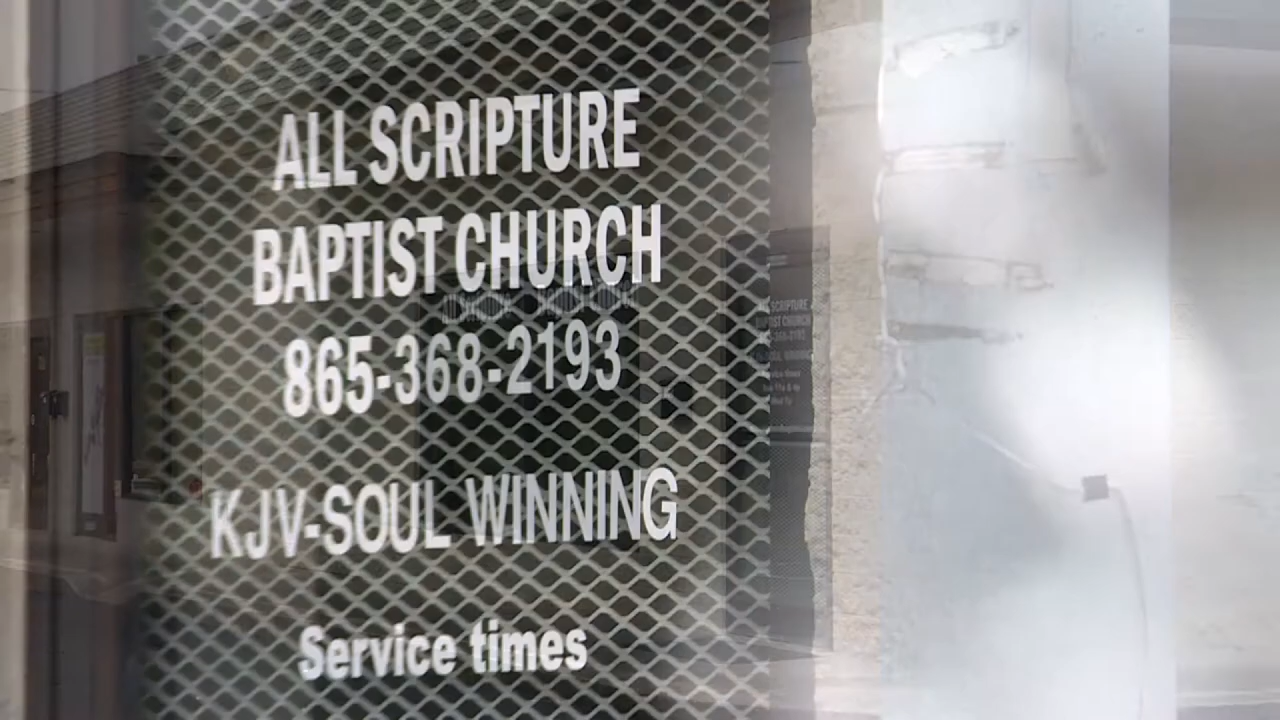 ALL SCRIPTURE
BAPTIST CHURCH
865-368-2193
KJV-SOUL WINNING
Service times